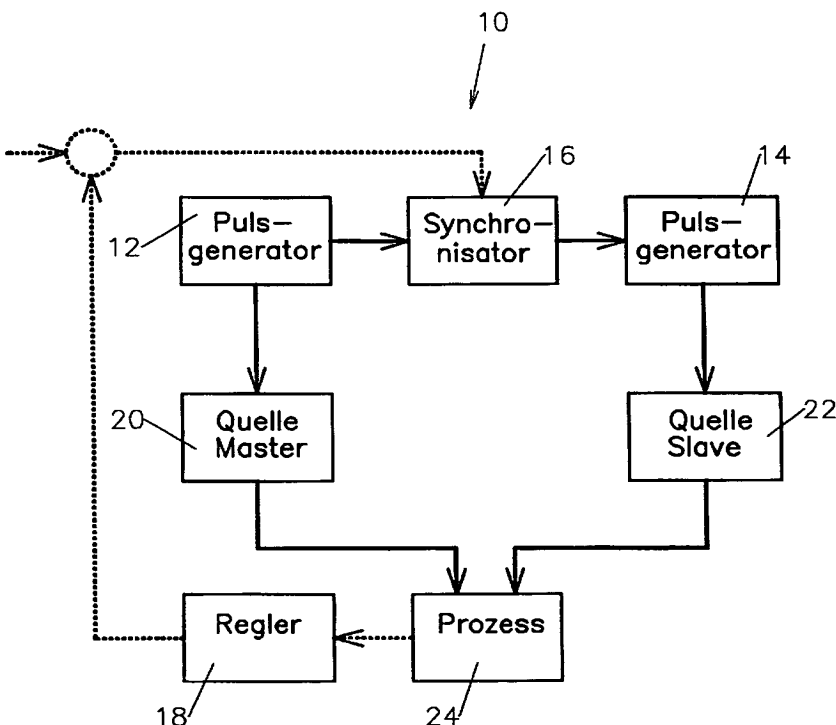 10
16
14
Puls-
generator
12
Synchro-
nisator
Puls-
generator
20
Quelle
Master
Quelle
Slave
22
Regler
Prozess
18
24